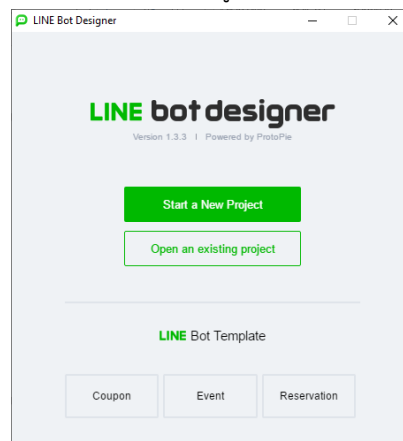 LINE Bot Designer
LINE bot designer
Version 1.3.3 | Powered by ProtoPie
Start a New Project
Open an existing project
LINE Bot Template
Coupon Event Reservation